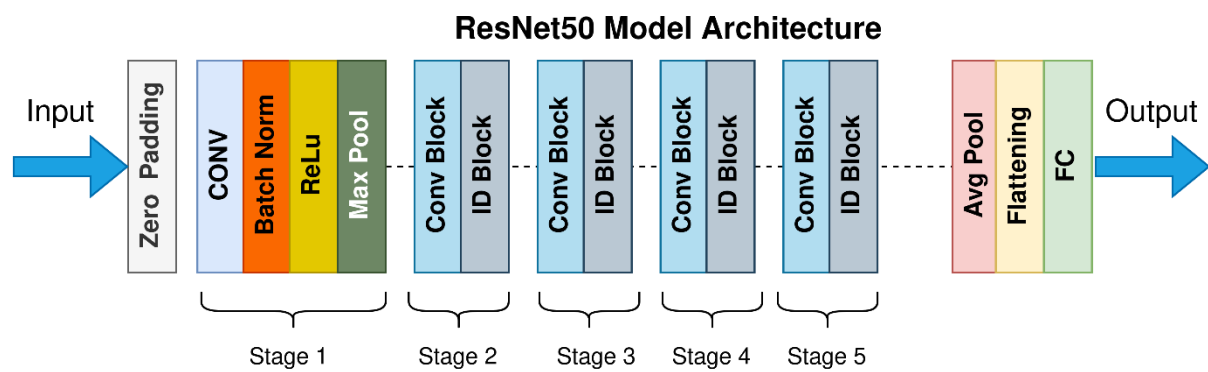 ResNet50 Model Architecture
Input
Zero Padding
CONV
Batch Norm
ReLu
Max Pool
Conv Block
ID Block
Conv Block
ID Block
Conv Block
ID Block
Conv Block
ID Block
Avg Pool
Flattening
FC
Output
Stage 1
Stage 2
Stage 3
Stage 4
Stage 5